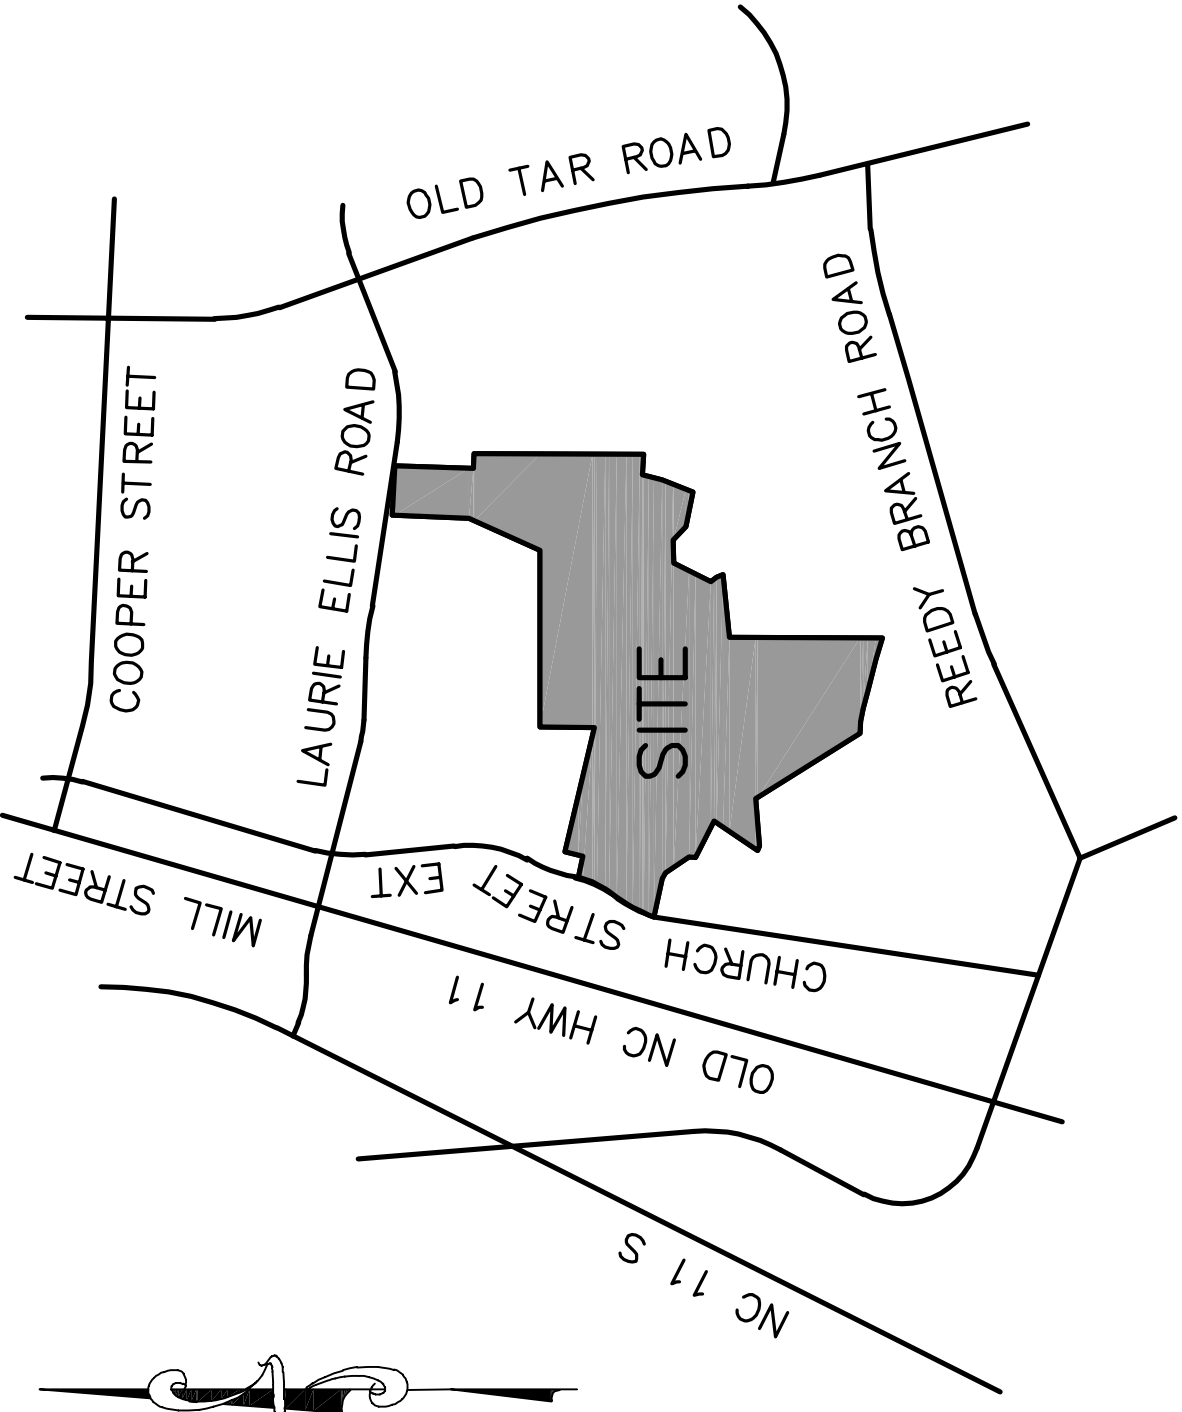 OLD TAR ROAD
COOPER STREET
LAURIE ELLIS ROAD
REEDY BRANCH ROAD
SITE
CHURCH STREET EXT
MILL STREET
OLD NC HWY 11
NC 11 S